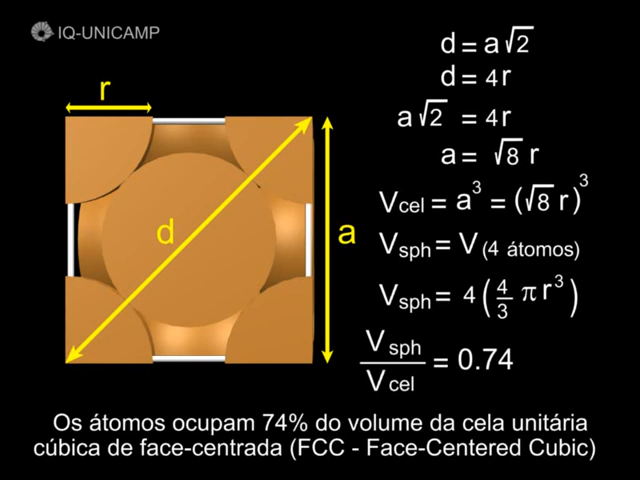 IQ-UNICAMP
r
d
a
d = a√2
d = 4r
a√2 = 4r
a = √8 r
Vcel = a³ = (√8 r)³
Vsph = V (4 átomos)
Vsph = 4 (4/3 π r³)
Vsph/Vcel = 0.74
Os átomos ocupam 74% do volume da cela unitária
cúbica de face-centrada (FCC - Face-Centered Cubic)